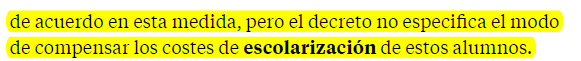 de acuerdo en esta medida, pero el decreto no especifica el modo
de compensar los costes de escolarización de estos alumnos.